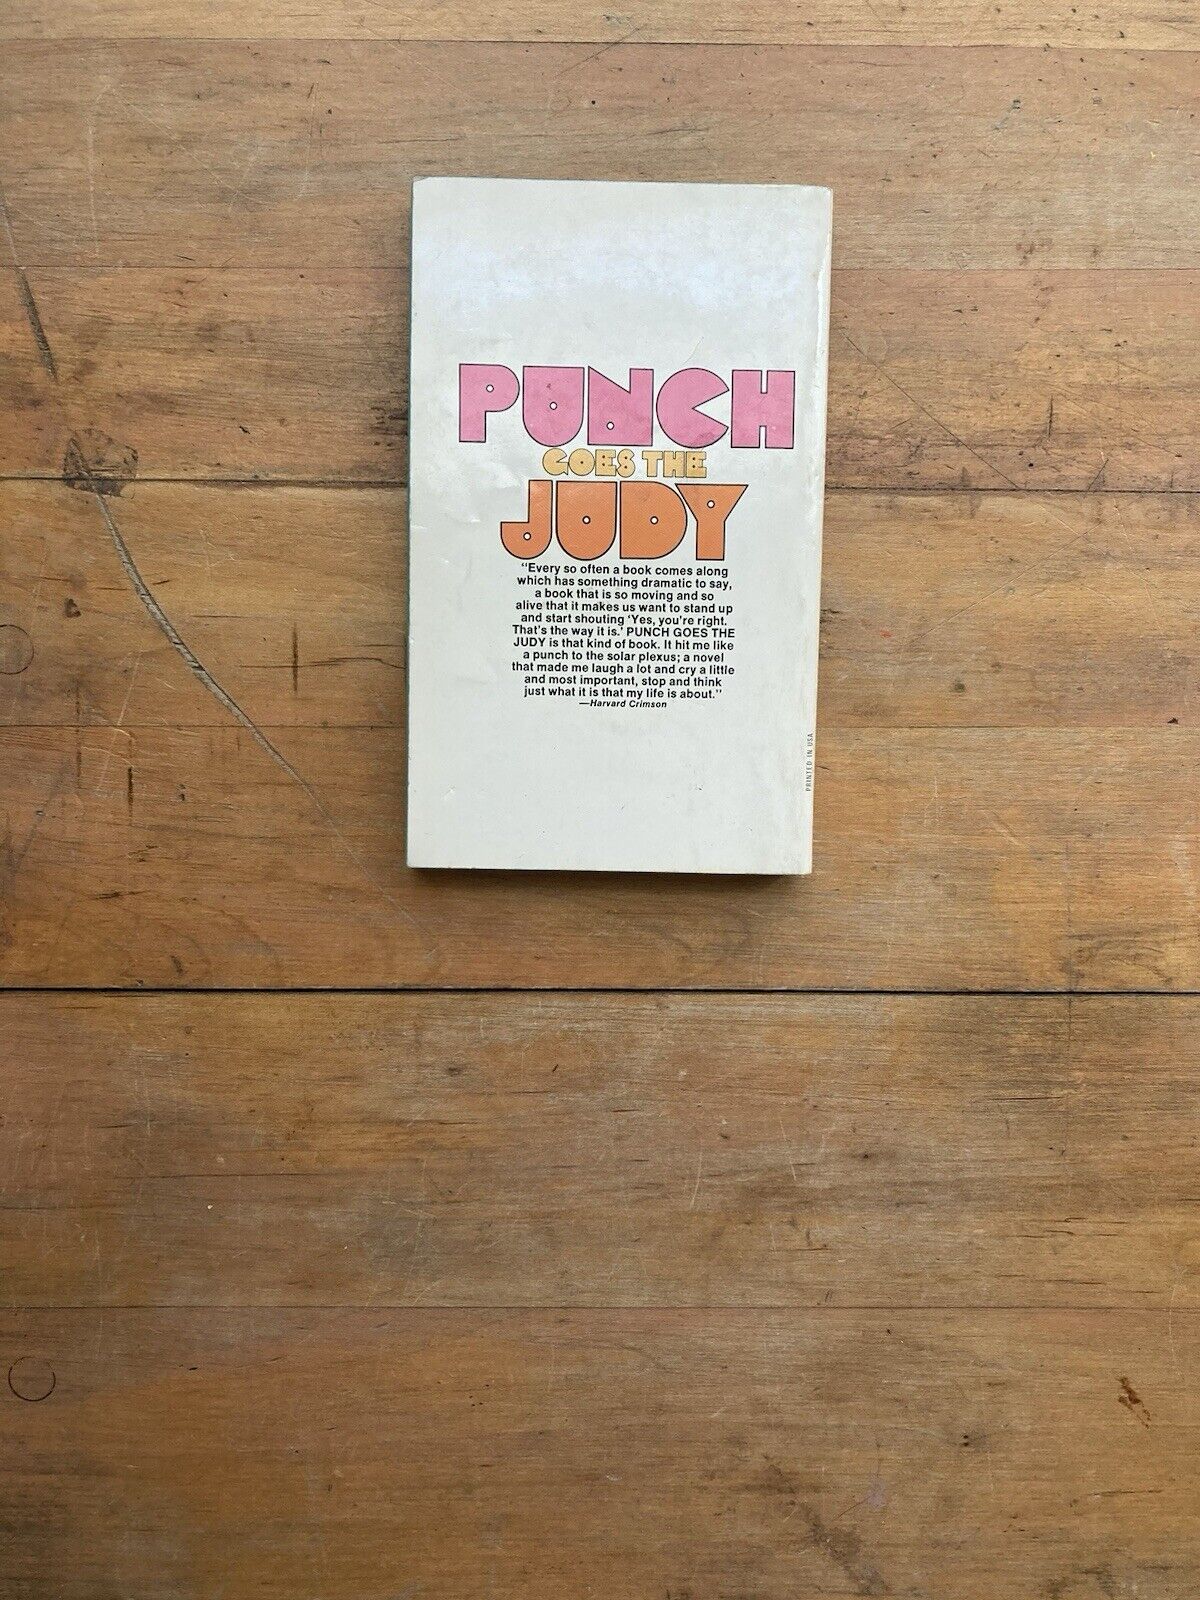 PUNCH
GOES THE
JUDY
"Every so often a book comes along
which has something dramatic to say,
a book that is so moving and so
alive that it makes us want to stand up
and start shouting 'Yes, you're right.
That's the way it is.' PUNCH GOES THE
JUDY is that kind of book. It hit me like
a punch to the solar plexus; a novel
that made me laugh a lot and cry a little
and most important, stop and think
just what it is that my life is about."
—Harvard Crimson
PRINTED IN USA